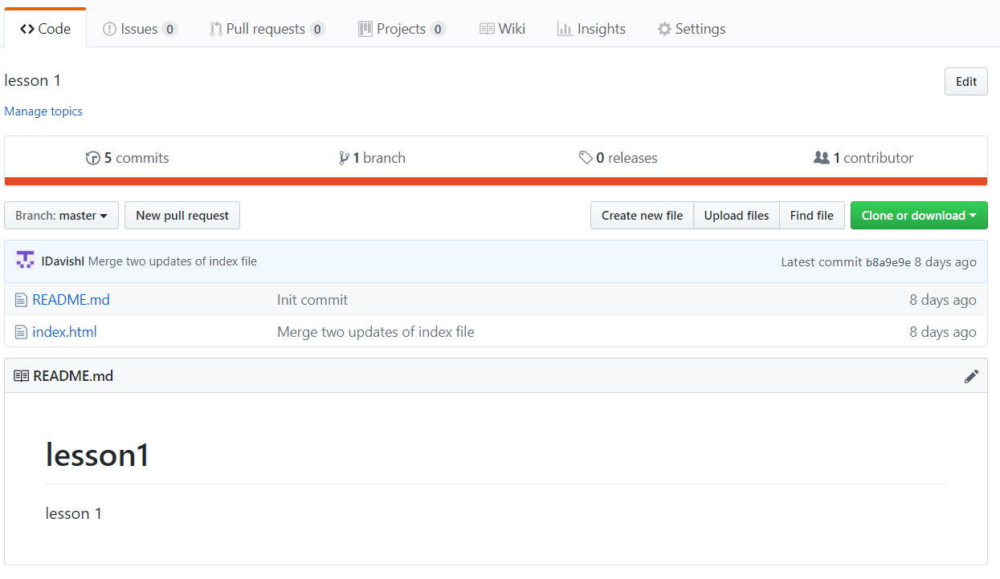 Code Issues 0 Pull requests 0 Projects 0 Wiki Insights Settings
lesson 1 Edit
Manage topics
5 commits 1 branch 0 releases 1 contributor
Branch: master New pull request Create new file Upload files Find file Clone or download
IDavishI Merge two updates of index file Latest commit b8a9e9e 8 days ago
README.md Init commit 8 days ago
index.html Merge two updates of index file 8 days ago
README.md
lesson1
lesson 1